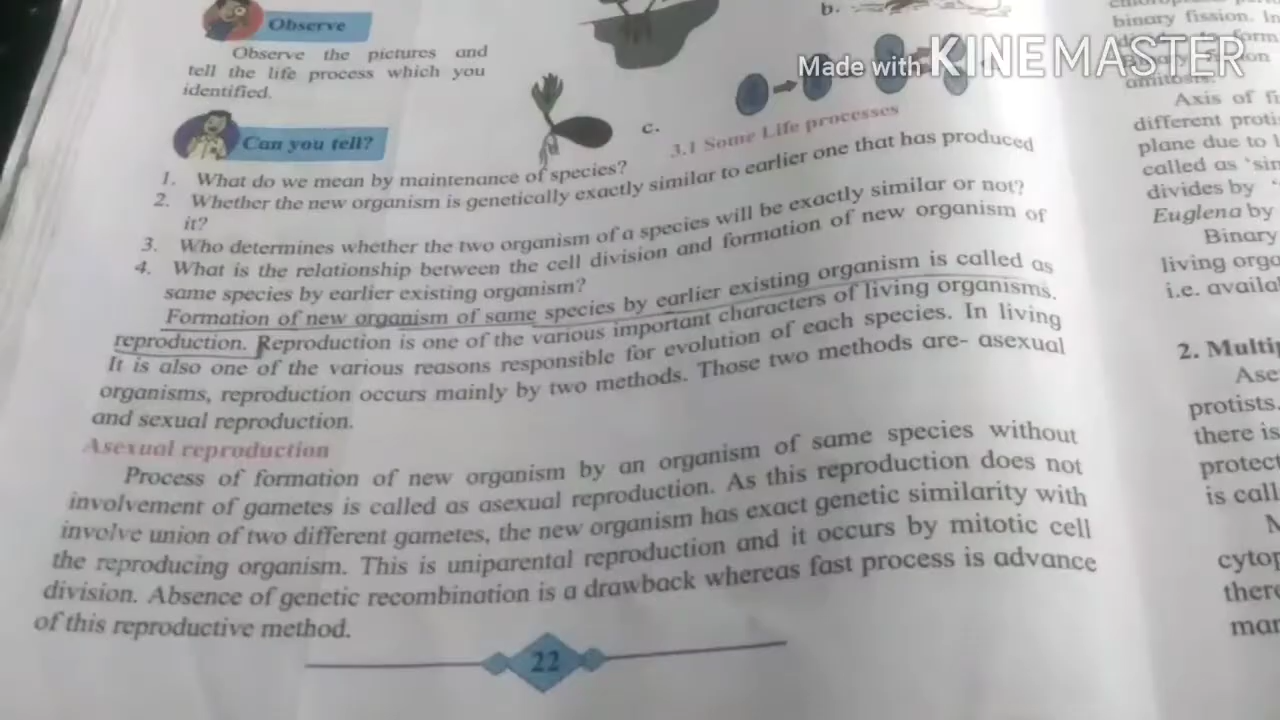 Observe
Observe the pictures and
tell the life process which you
identified.
Can you tell?
b.
c.
3.1 Some Life processes
1. What do we mean by maintenance of species?
2. Whether the new organism is genetically exactly similar to earlier one that has produced
it?
3. Who determines whether the two organism of a species will be exactly similar or not?
4. What is the relationship between the cell division and formation of new organism of
same species by earlier existing organism?
Formation of new organism of same species by earlier existing organism is called as
reproduction. Reproduction is one of the various important characters of living organisms.
It is also one of the various reasons responsible for evolution of each species. In living
organisms, reproduction occurs mainly by two methods. Those two methods are- asexual
and sexual reproduction.
Asexual reproduction
Process of formation of new organism by an organism of same species without
involvement of gametes is called as asexual reproduction. As this reproduction does not
involve union of two different gametes, the new organism has exact genetic similarity with
the reproducing organism. This is uniparental reproduction and it occurs by mitotic cell
division. Absence of genetic recombination is a drawback whereas fast process is advance
of this reproductive method.
22
Made with KINEMASTER
binary fission. In
amitosis.
Axis of
different
plane due to
called as
divides by
Euglena by
Binary
living
i.e.
2.
protists.
there is
is